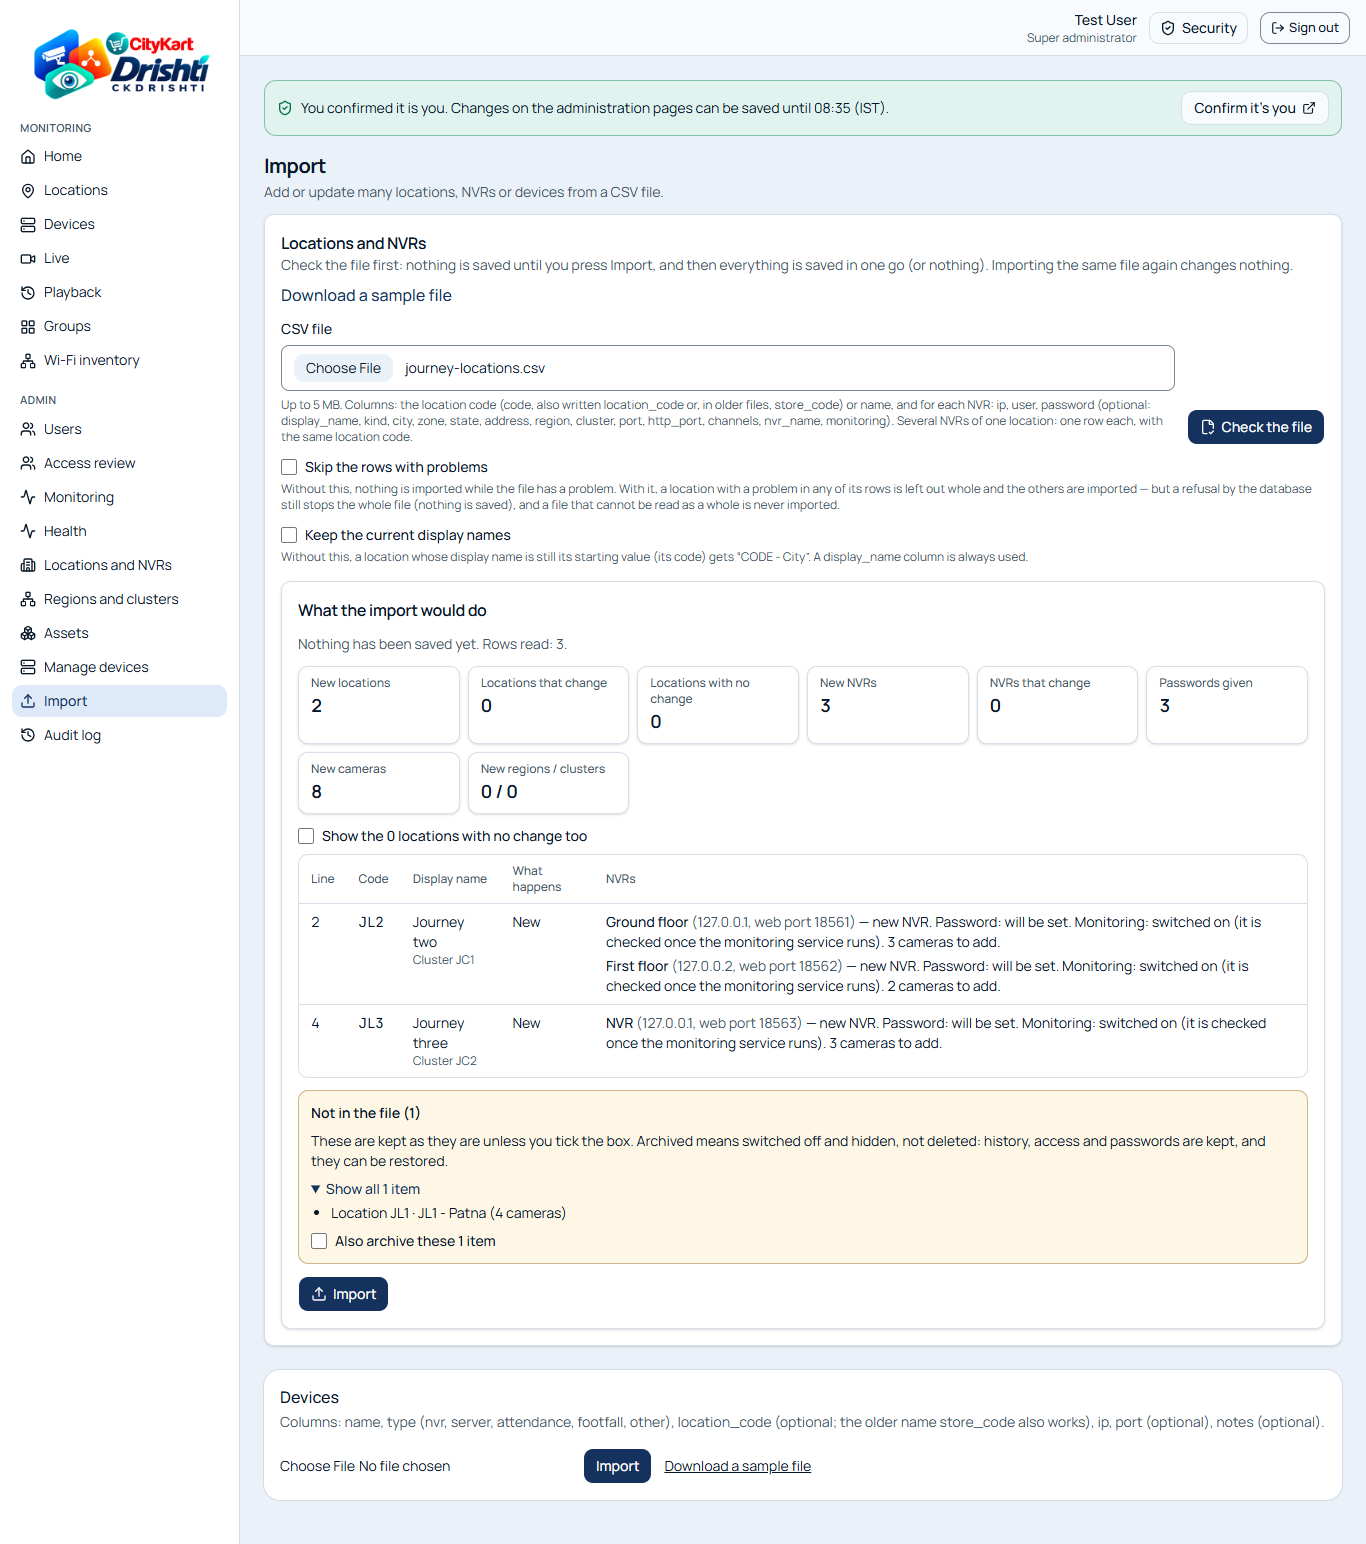 CityKart
Drishti
CKDRISHTI
MONITORING
Home
Locations
Devices
Live
Playback
Groups
Wi-Fi inventory
ADMIN
Users
Access review
Monitoring
Health
Locations and NVRs
Regions and clusters
Assets
Manage devices
Import
Audit log
Test User
Super administrator
Security
Sign out
You confirmed it is you. Changes on the administration pages can be saved until 08:35 (IST).
Confirm it's you
Import
Add or update many locations, NVRs or devices from a CSV file.
Locations and NVRs
Check the file first: nothing is saved until you press Import, and then everything is saved in one go (or nothing). Importing the same file again changes nothing.
Download a sample file
CSV file
Choose File journey-locations.csv
Up to 5 MB. Columns: the location code (code, also written location_code or, in older files, store_code) or name, and for each NVR: ip, user, password (optional:
display_name, kind, city, zone, state, address, region, cluster, port, http_port, channels, nvr_name, monitoring). Several NVRs of one location: one row each, with
the same location code.
Check the file
Skip the rows with problems
Without this, nothing is imported while the file has a problem. With it, a location with a problem in any of its rows is left out whole and the others are imported — but a refusal by the database
still stops the whole file (nothing is saved), and a file that cannot be read as a whole is never imported.
Keep the current display names
Without this, a location whose display name is still its starting value (its code) gets "CODE - City". A display_name column is always used.
What the import would do
Nothing has been saved yet. Rows read: 3.
New locations
2
Locations that change
0
Locations with no
change
0
New NVRs
3
NVRs that change
0
Passwords given
3
New cameras
8
New regions / clusters
0 / 0
Show the 0 locations with no change too
Line Code Display name What
happens NVRs
2 JL2 Journey
two
Cluster JC1
New
Ground floor (127.0.0.1, web port 18561) — new NVR. Password: will be set. Monitoring: switched on (it is
checked once the monitoring service runs). 3 cameras to add.
First floor (127.0.0.2, web port 18562) — new NVR. Password: will be set. Monitoring: switched on (it is
checked once the monitoring service runs). 2 cameras to add.
4 JL3 Journey
three
Cluster JC2
New
NVR (127.0.0.1, web port 18563) — new NVR. Password: will be set. Monitoring: switched on (it is checked
once the monitoring service runs). 3 cameras to add.
Not in the file (1)
These are kept as they are unless you tick the box. Archived means switched off and hidden, not deleted: history, access and passwords are kept, and
they can be restored.
Show all 1 item
Location JL1 · JL1 - Patna (4 cameras)
Also archive these 1 item
Import
Devices
Columns: name, type (nvr, server, attendance, footfall, other), location_code (optional; the older name store_code also works), ip, port (optional), notes (optional).
Choose File No file chosen
Import
Download a sample file